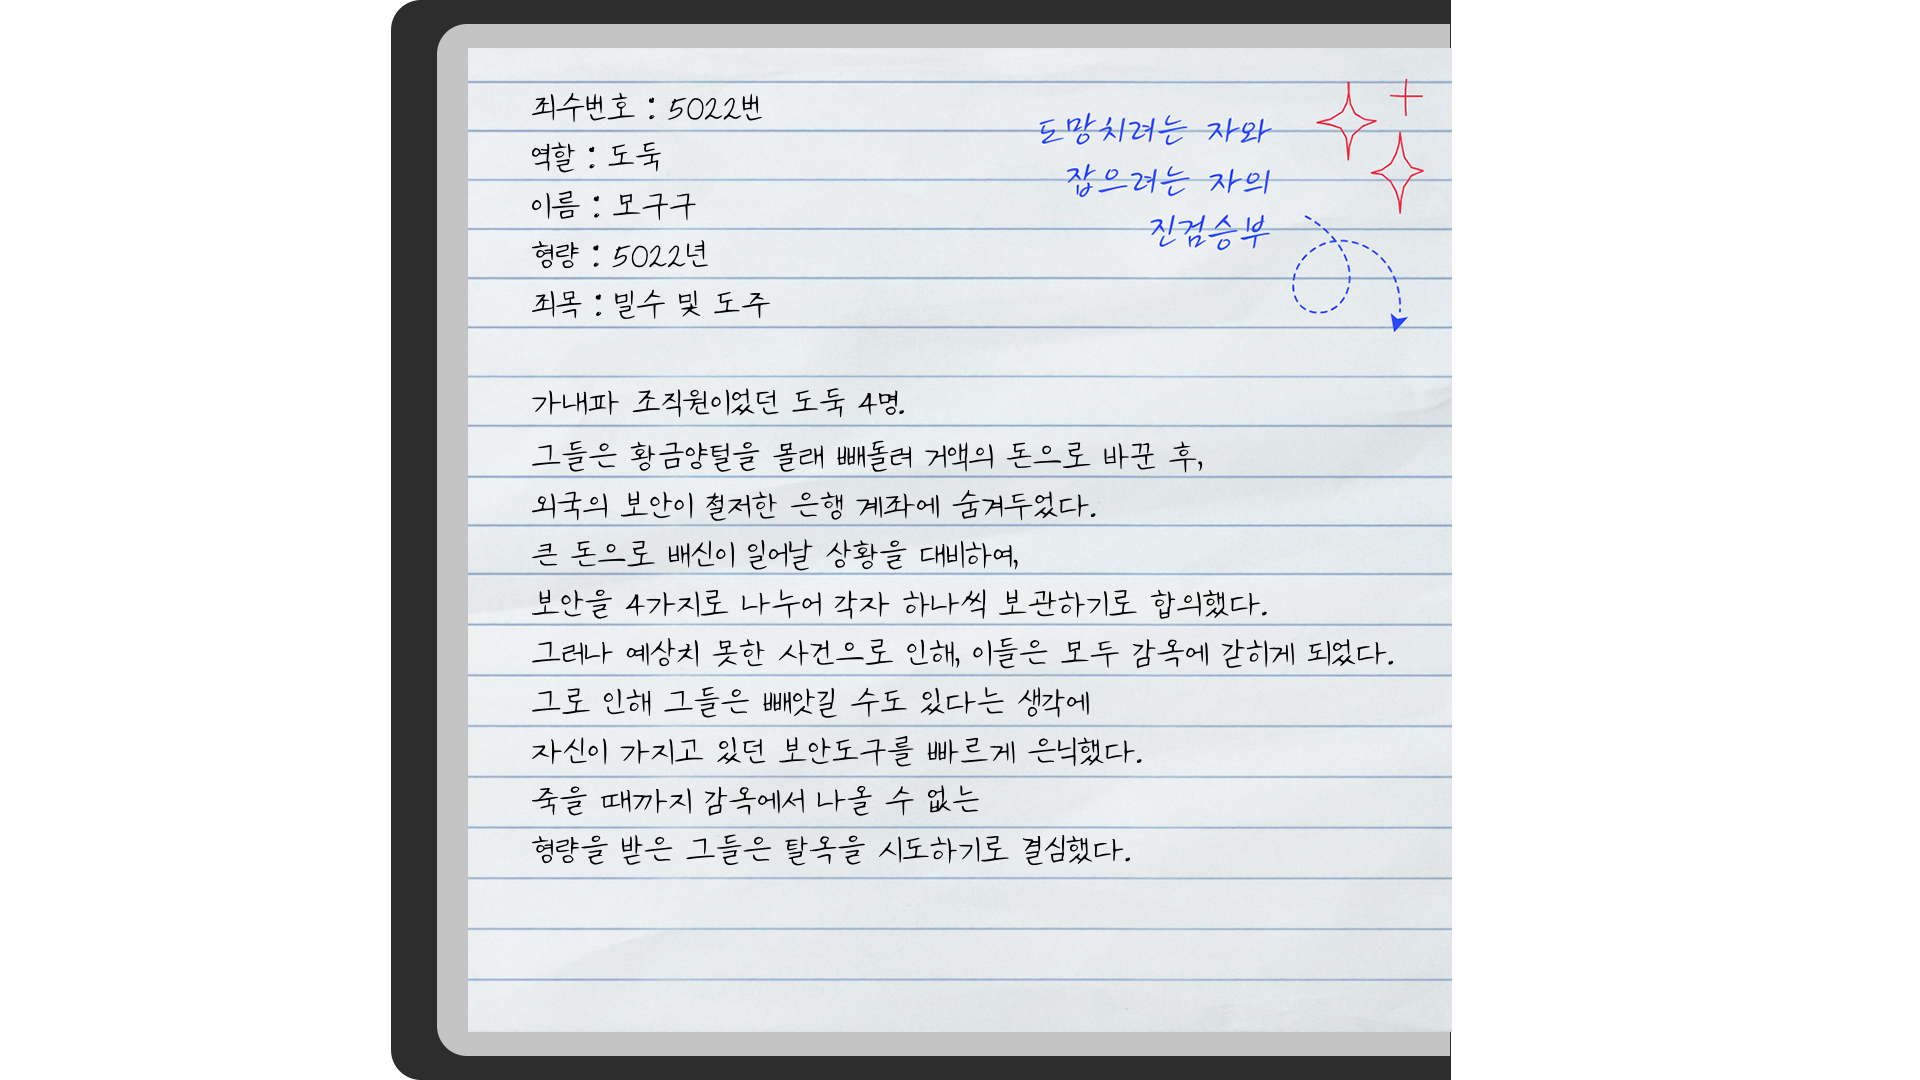 죄수번호 : 5022번
역할 : 도둑
이름 : 모구구
형량 : 5022년
죄목 : 밀수 및 도주
도망치려는 자와
잡으려는 자의
진검승부
가내파 조직원이었던 도둑 4명.
그들은 황금양털을 몰래 빼돌려 거액의 돈으로 바꾼 후,
외국의 보안이 철저한 은행 계좌에 숨겨두었다.
큰 돈으로 배신이 일어날 상황을 대비하여,
보안을 4가지로 나누어 각자 하나씩 보관하기로 합의했다.
그러나 예상치 못한 사건으로 인해, 이들은 모두 감옥에 갇히게 되었다.
그로 인해 그들은 빼앗길 수도 있다는 생각에
자신이 가지고 있던 보안도구를 빠르게 은닉했다.
죽을 때까지 감옥에서 나올 수 없는
형량을 받은 그들은 탈옥을 시도하기로 결심했다.